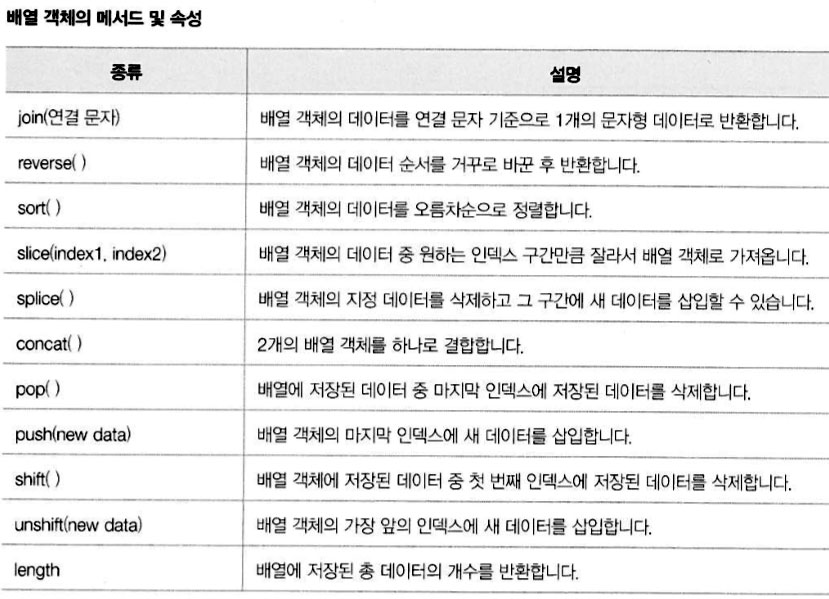 배열 객체의 메서드 및 속성
종류 설명
join(연결 문자) 배열 객체의 데이터를 연결 문자 기준으로 1개의 문자형 데이터로 반환합니다.
reverse( ) 배열 객체의 데이터 순서를 거꾸로 바꾼 후 반환합니다.
sort( ) 배열 객체의 데이터를 오름차순으로 정렬합니다.
slice(index1, index2) 배열 객체의 데이터 중 원하는 인덱스 구간만큼 잘라서 배열 객체로 가져옵니다.
splice( ) 배열 객체의 지정 데이터를 삭제하고 그 구간에 새 데이터를 삽입할 수 있습니다.
concat( ) 2개의 배열 객체를 하나로 결합합니다.
pop( ) 배열에 저장된 데이터 중 마지막 인덱스에 저장된 데이터를 삭제합니다.
push(new data) 배열 객체의 마지막 인덱스에 새 데이터를 삽입합니다.
shift( ) 배열 객체에 저장된 데이터 중 첫 번째 인덱스에 저장된 데이터를 삭제합니다.
unshift(new data) 배열 객체의 가장 앞의 인덱스에 새 데이터를 삽입합니다.
length 배열에 저장된 총 데이터의 개수를 반환합니다.